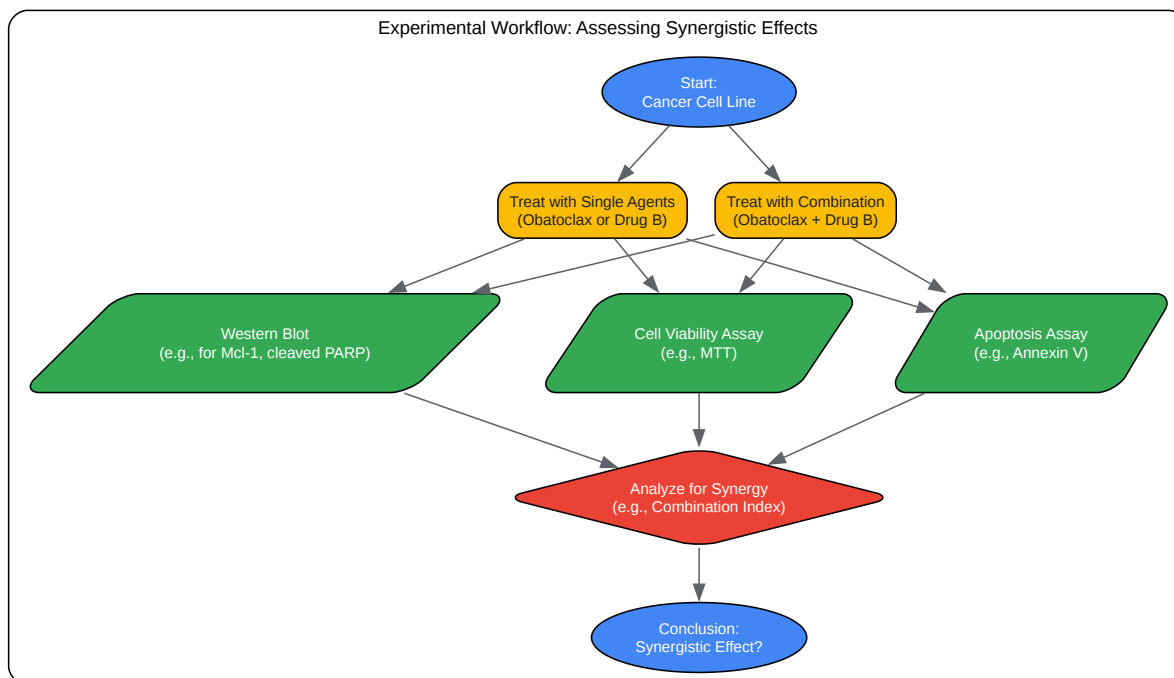 Experimental Workflow: Assessing Synergistic Effects
Start:
Cancer Cell Line
Treat with Single Agents
(Obatoclax or Drug B)
Treat with Combination
(Obatoclax + Drug B)
Western Blot
(e.g., for Mcl-1, cleaved PARP)
Cell Viability Assay
(e.g., MTT)
Apoptosis Assay
(e.g., Annexin V)
Analyze for Synergy
(e.g., Combination Index)
Conclusion:
Synergistic Effect?